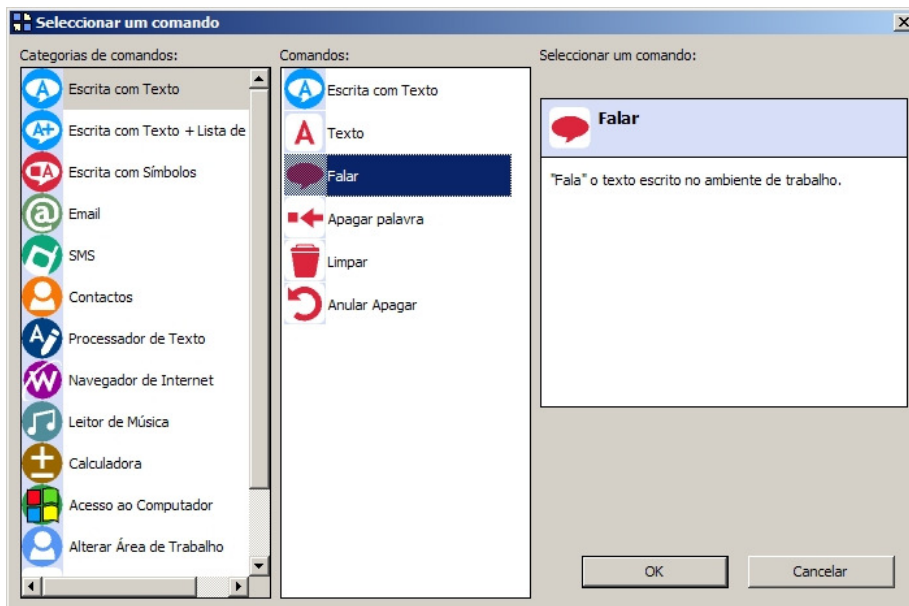 Seleccionar um comando
Categorias de comandos:
Escrita com Texto
Escrita com Texto + Lista de
Escrita com Símbolos
Email
SMS
Contactos
Processador de Texto
Navegador de Internet
Leitor de Música
Calculadora
Acesso ao Computador
Alterar Área de Trabalho
Comandos:
Escrita com Texto
Texto
Falar
Apagar palavra
Limpar
Anular Apagar
Seleccionar um comando:
Falar
"Fala" o texto escrito no ambiente de trabalho.
OK
Cancelar